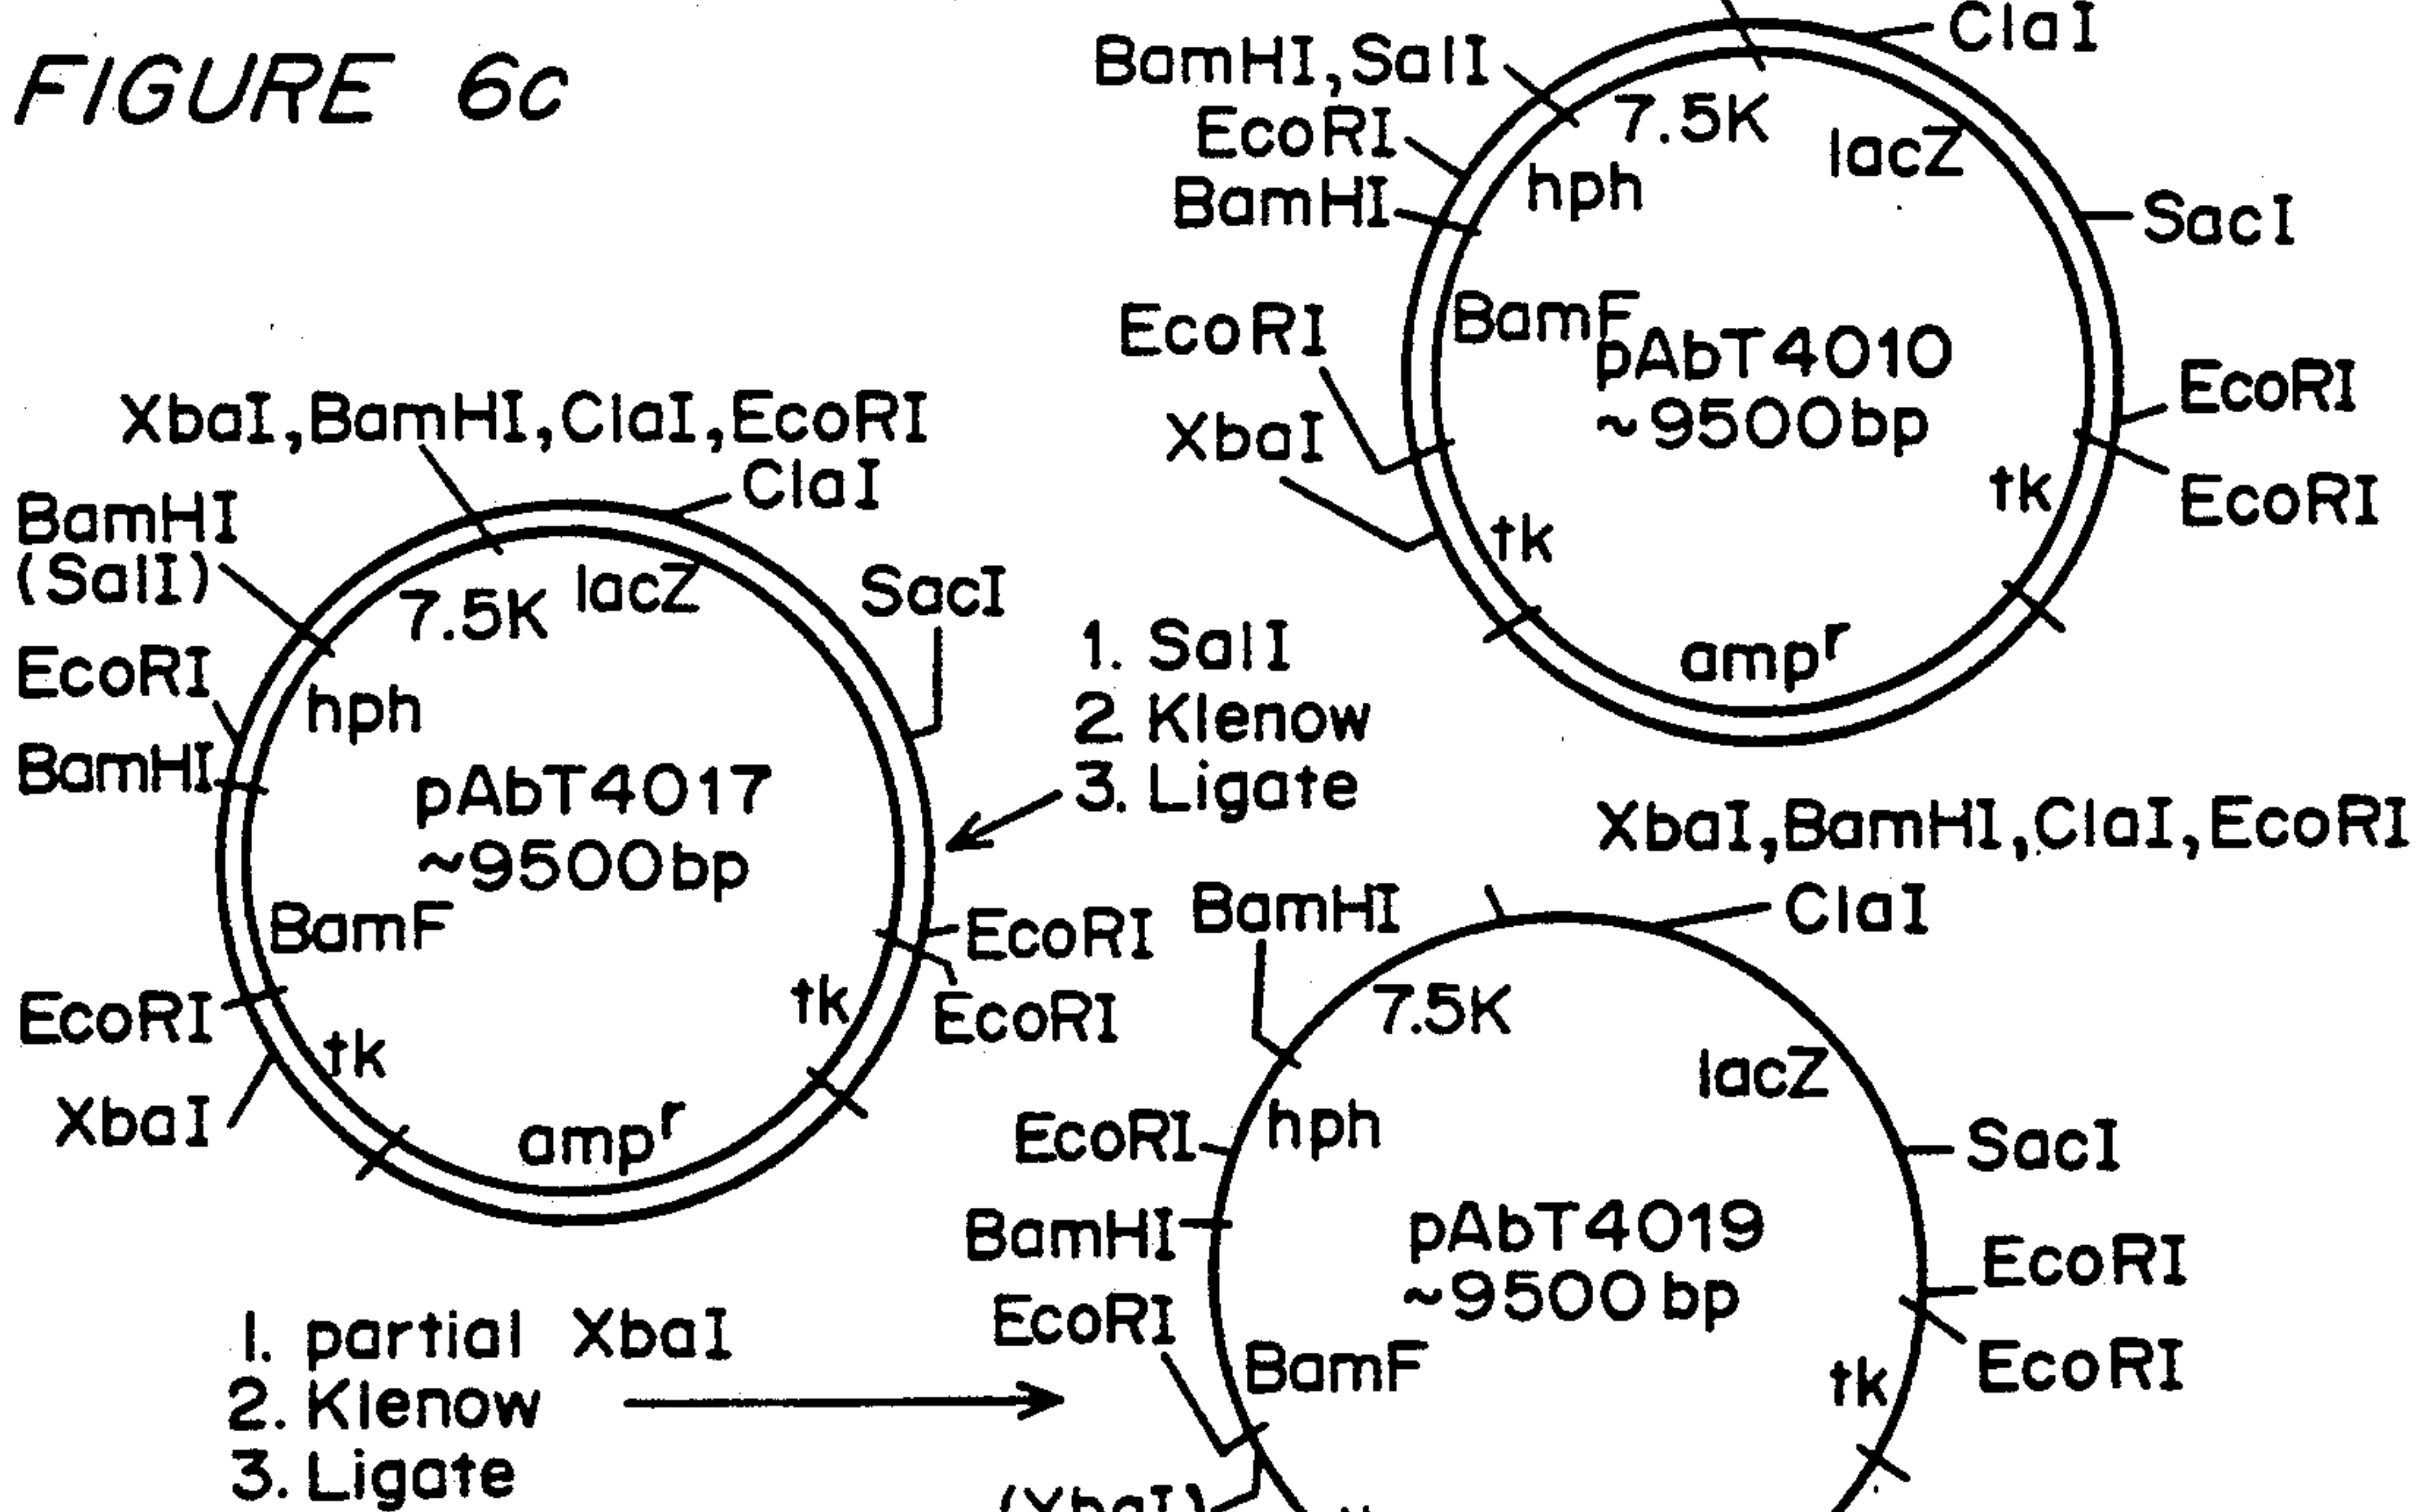 FIGURE 6c
ClaI
BamHI,SalI
EcoRI
BamHI
7.5K
lacZ
hph
SacI
EcoRI
BamF
pAbT4010
~9500bp
EcoRI
XbaI
tk
EcoRI
tk
amp^r
XbaI,BamHI,ClaI,EcoRI
ClaI
BamHI
(SalI)
7.5K
lacZ
SacI
EcoRI
hph
BamHI
pAbT4017
~9500bp
BamF
EcoRI
EcoRI
EcoRI
tk
tk
XbaI
amp^r
1. SalI
2 Klenow
3. Ligate
XbaI,BamHI,ClaI,EcoRI
BamHI
ClaI
7.5K
lacZ
EcoRI
hph
SacI
BamHI
pAbT4019
~9500 bp
EcoRI
EcoRI
BamF
EcoRI
tk
(XbaI)
1. partial XbaI
2. Klenow
3. Ligate